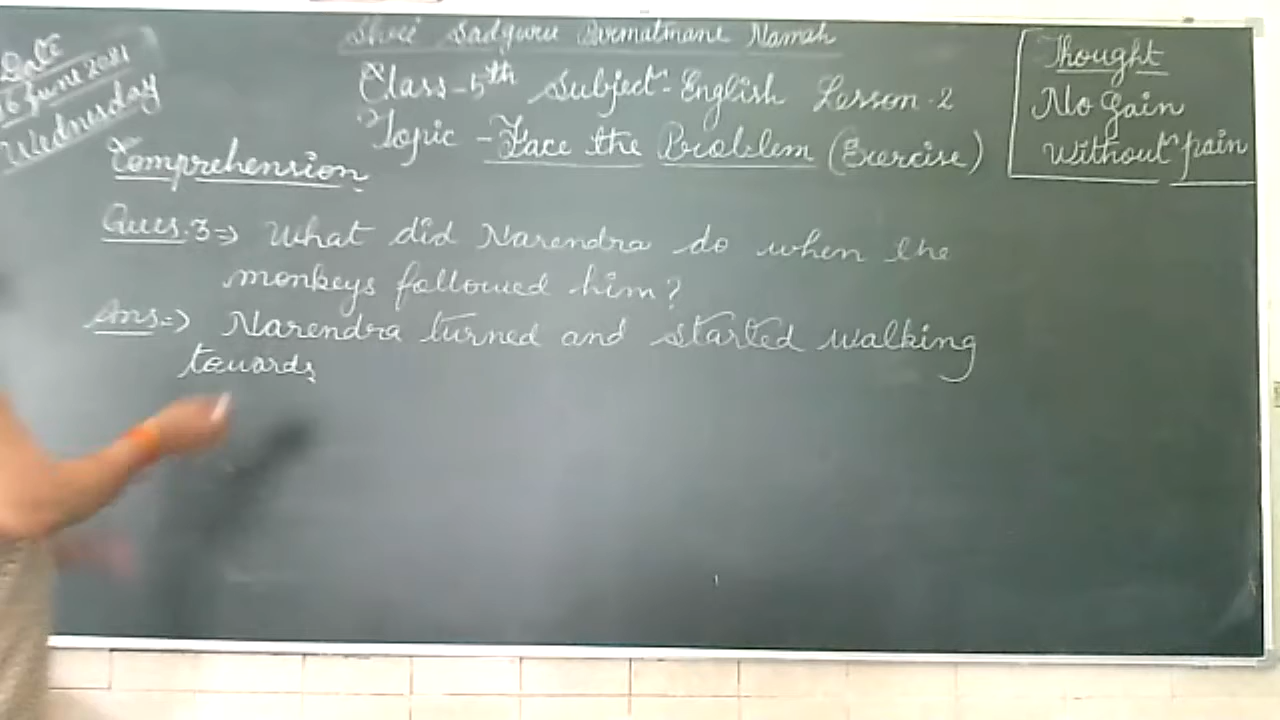 Date
16 June 2021
Wednesday
Shree Sadguru Parmatmane Namah
Class-5th Subject-English Lesson-2
Topic-Face the Problem (Exercise)
Thought
No Gain
Without pain
Comprehension
Ques.3=> What did Narendra do when the
monkeys followed him?
Ans=> Narendra turned and started walking
towards